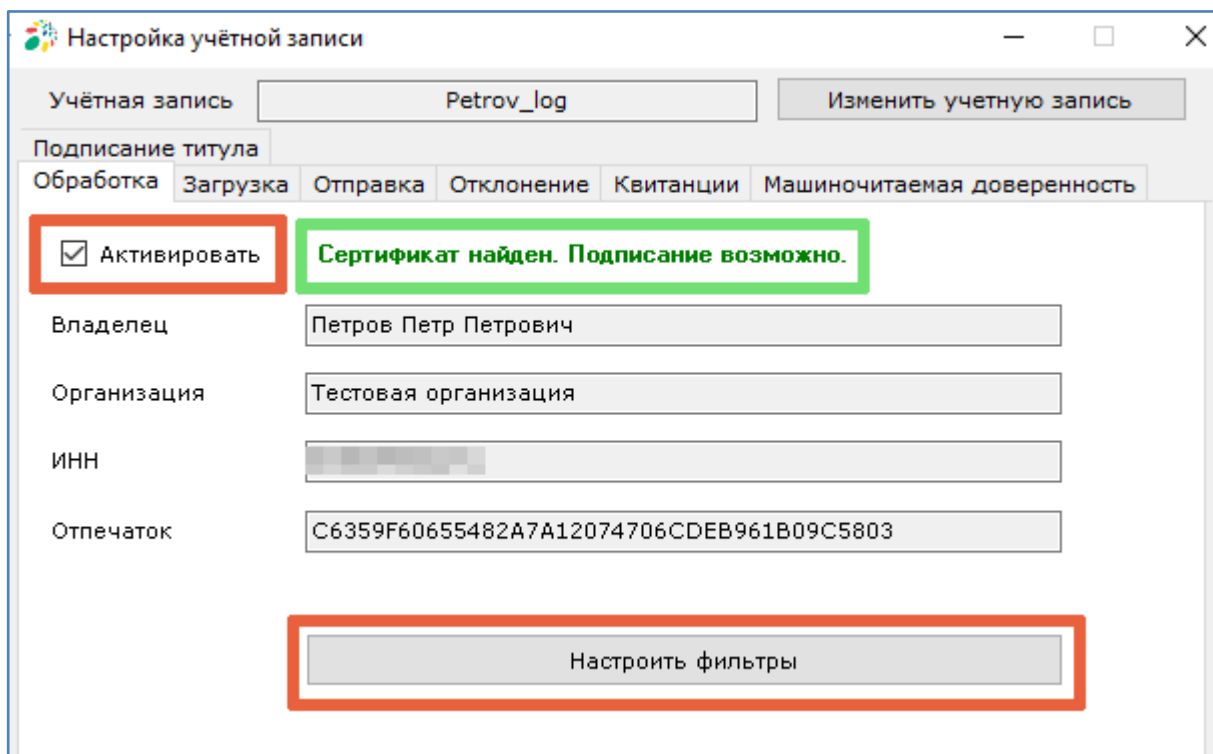 Настройка учётной записи
Учётная запись Petrov_log Изменить учетную запись
Подписание титула
Обработка Загрузка Отправка Отклонение Квитанции Машиночитаемая доверенность
Активировать Сертификат найден. Подписание возможно.
Владелец Петров Петр Петрович
Организация Тестовая организация
ИНН
Отпечаток C6359F60655482A7A12074706CDEB961B09C5803
Настроить фильтры